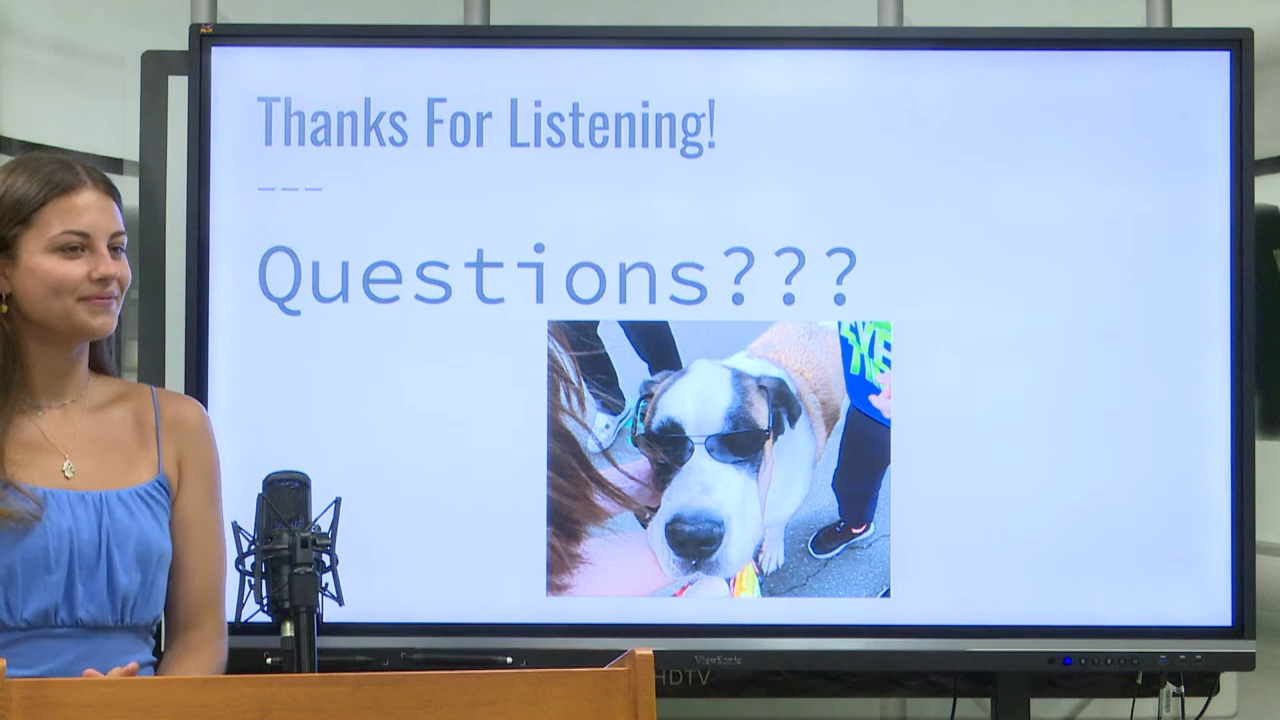 Thanks For Listening!
---
Questions???
ViewSonic
HDTV